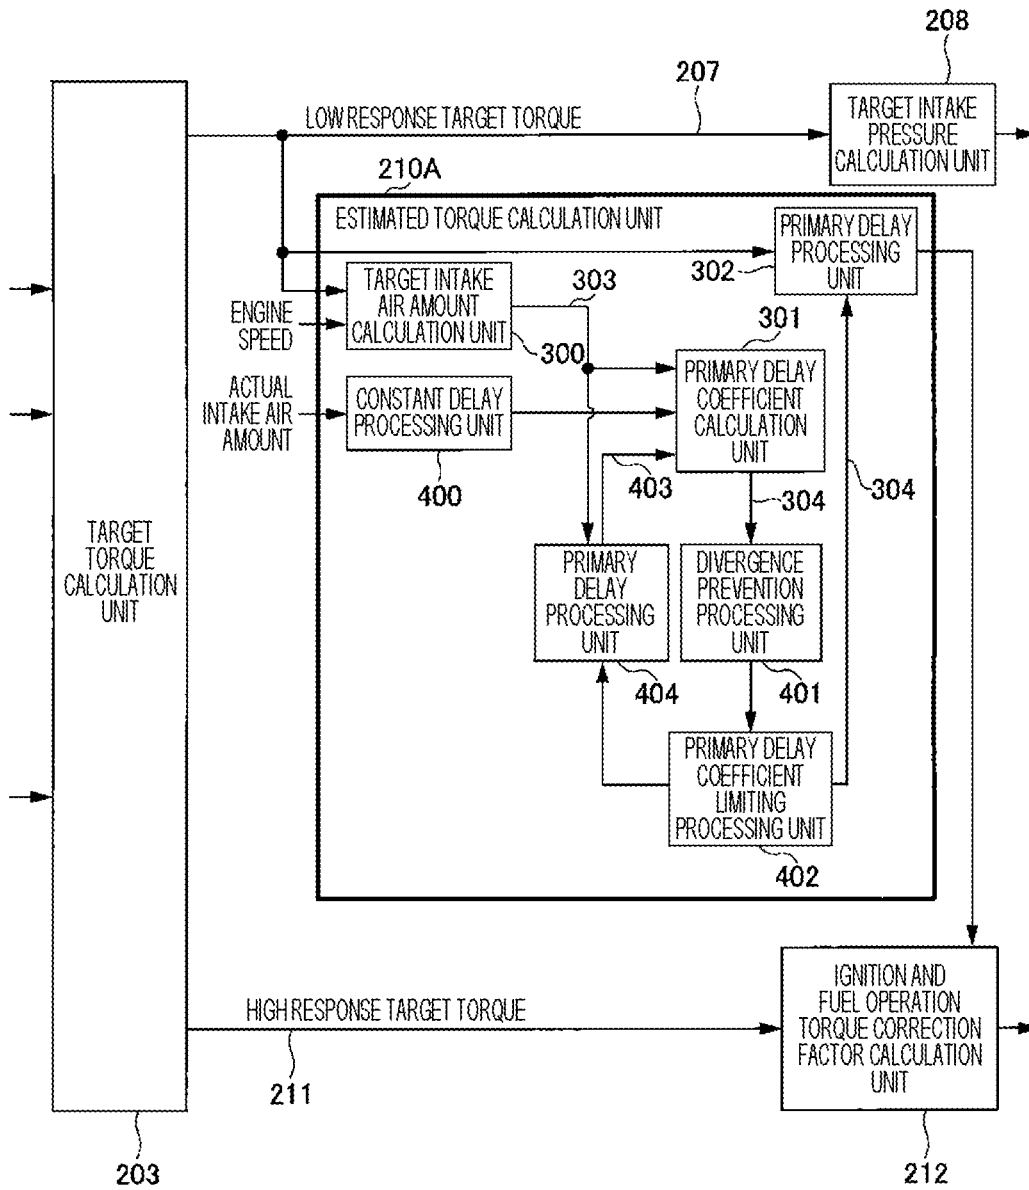 208
207
LOW RESPONSE TARGET TORQUE
TARGET INTAKE
PRESSURE
CALCULATION UNIT
210A
ESTIMATED TORQUE CALCULATION UNIT
PRIMARY DELAY
PROCESSING
UNIT
302
TARGET INTAKE
AIR AMOUNT
CALCULATION UNIT
303
300
ENGINE
SPEED
301
PRIMARY DELAY
COEFFICIENT
CALCULATION
UNIT
ACTUAL
INTAKE AIR
AMOUNT
CONSTANT DELAY
PROCESSING UNIT
400
403
304
304
TARGET
TORQUE
CALCULATION
UNIT
PRIMARY
DELAY
PROCESSING
UNIT
404
DIVERGENCE
PREVENTION
PROCESSING
UNIT
401
PRIMARY DELAY
COEFFICIENT
LIMITING
PROCESSING UNIT
402
HIGH RESPONSE TARGET TORQUE
211
IGNITION AND
FUEL OPERATION
TORQUE CORRECTION
FACTOR CALCULATION
UNIT
203
212